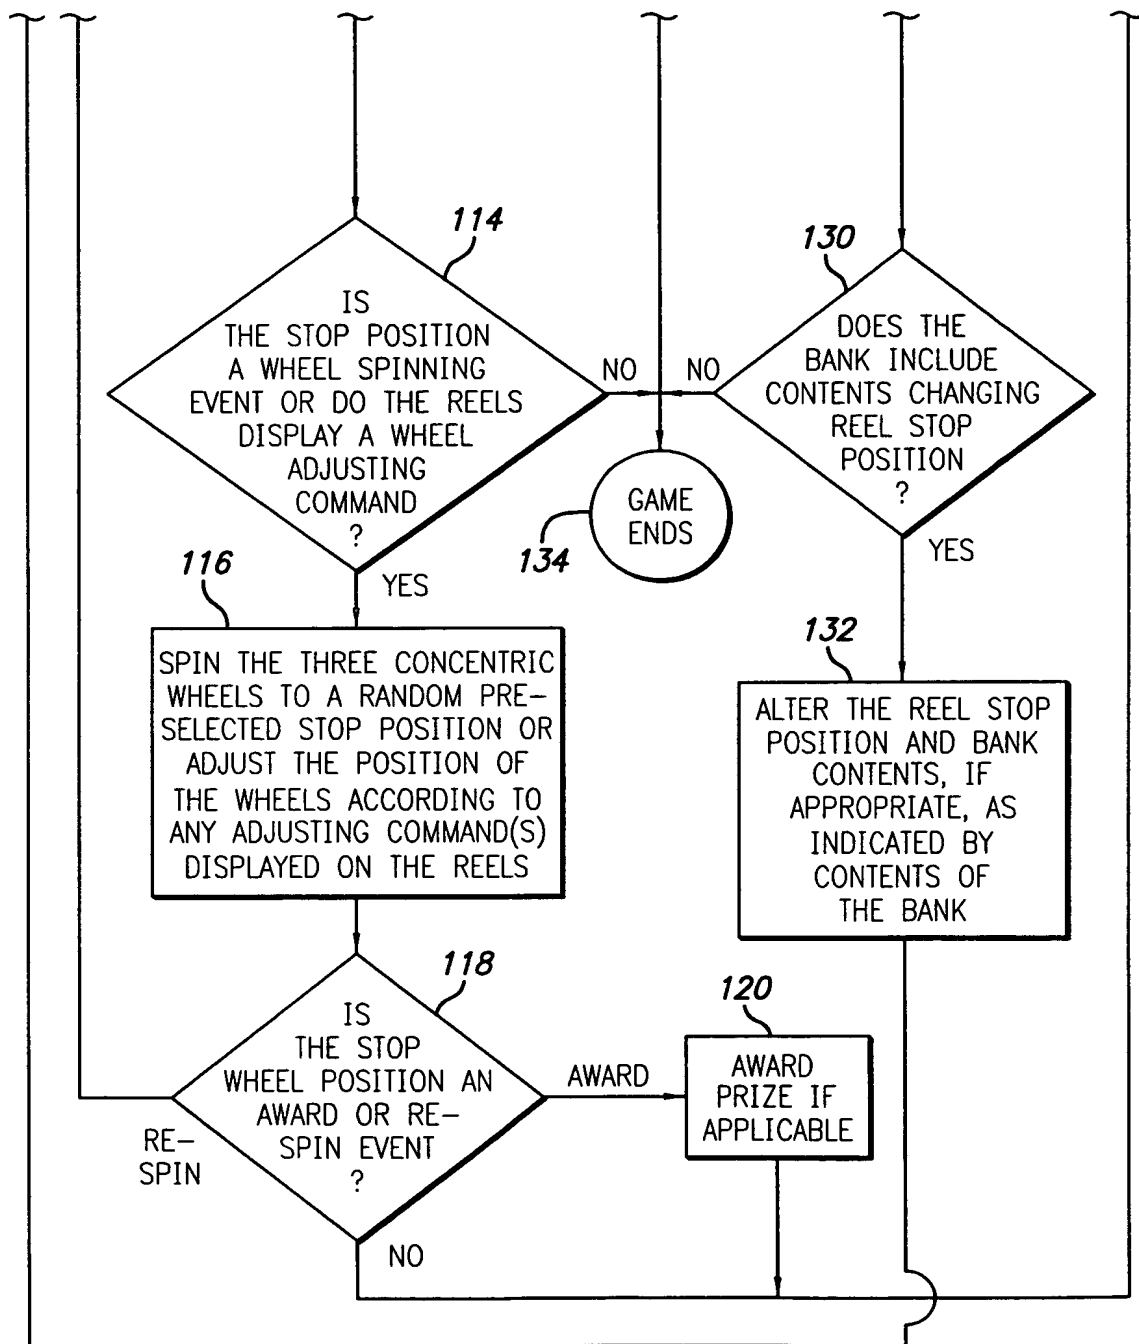 114
IS
THE STOP POSITION
A WHEEL SPINNING
EVENT OR DO THE REELS
DISPLAY A WHEEL
ADJUSTING
COMMAND
?
NO
YES
130
DOES THE
BANK INCLUDE
CONTENTS CHANGING
REEL STOP
POSITION
?
NO
YES
GAME
ENDS
134
116
SPIN THE THREE CONCENTRIC
WHEELS TO A RANDOM PRE-
SELECTED STOP POSITION OR
ADJUST THE POSITION OF
THE WHEELS ACCORDING TO
ANY ADJUSTING COMMAND(S)
DISPLAYED ON THE REELS
132
ALTER THE REEL STOP
POSITION AND BANK
CONTENTS, IF
APPROPRIATE, AS
INDICATED BY
CONTENTS OF
THE BANK
118
IS
THE STOP
WHEEL POSITION AN
AWARD OR RE-
SPIN EVENT
?
RE-
SPIN
AWARD
NO
120
AWARD
PRIZE IF
APPLICABLE